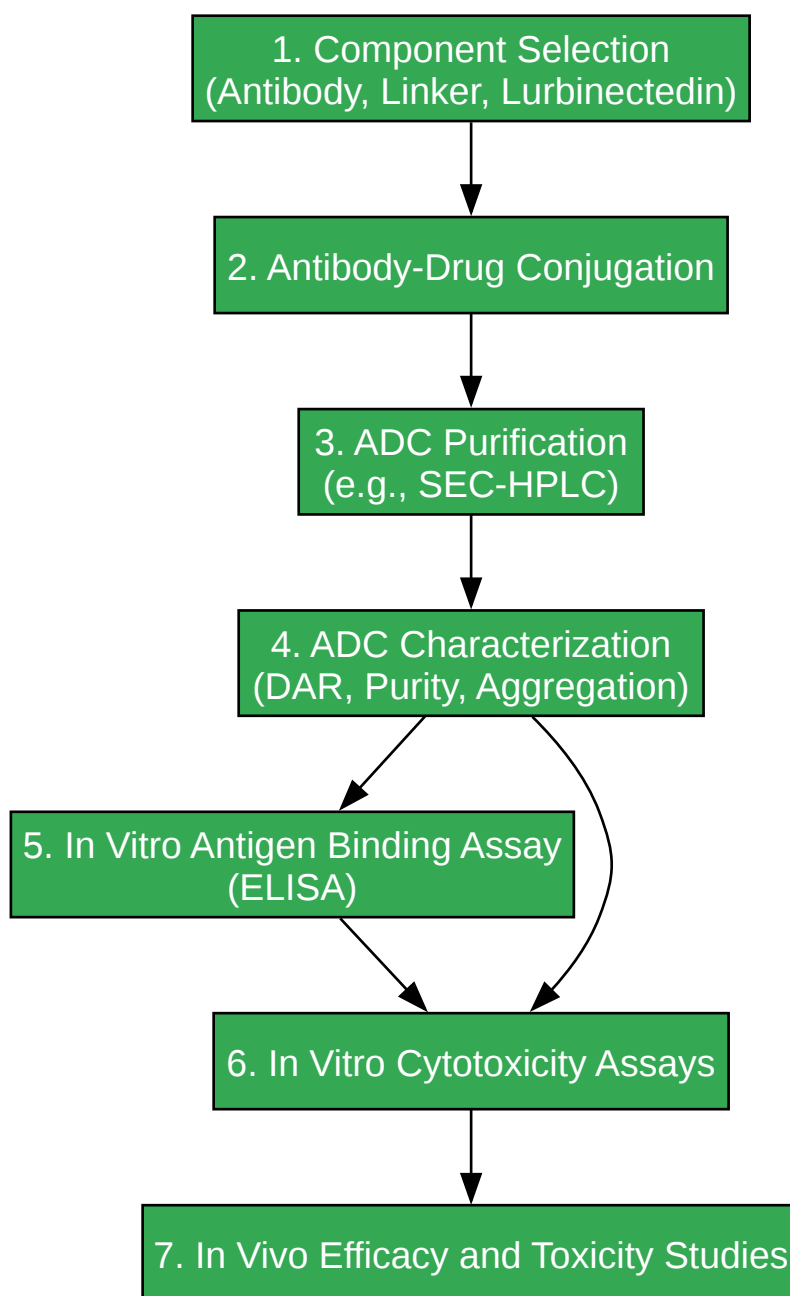 1. Component Selection
(Antibody, Linker, Lurbinectedin)
2. Antibody-Drug Conjugation
3. ADC Purification
(e.g., SEC-HPLC)
4. ADC Characterization
(DAR, Purity, Aggregation)
5. In Vitro Antigen Binding Assay
(ELISA)
6. In Vitro Cytotoxicity Assays
7. In Vivo Efficacy and Toxicity Studies